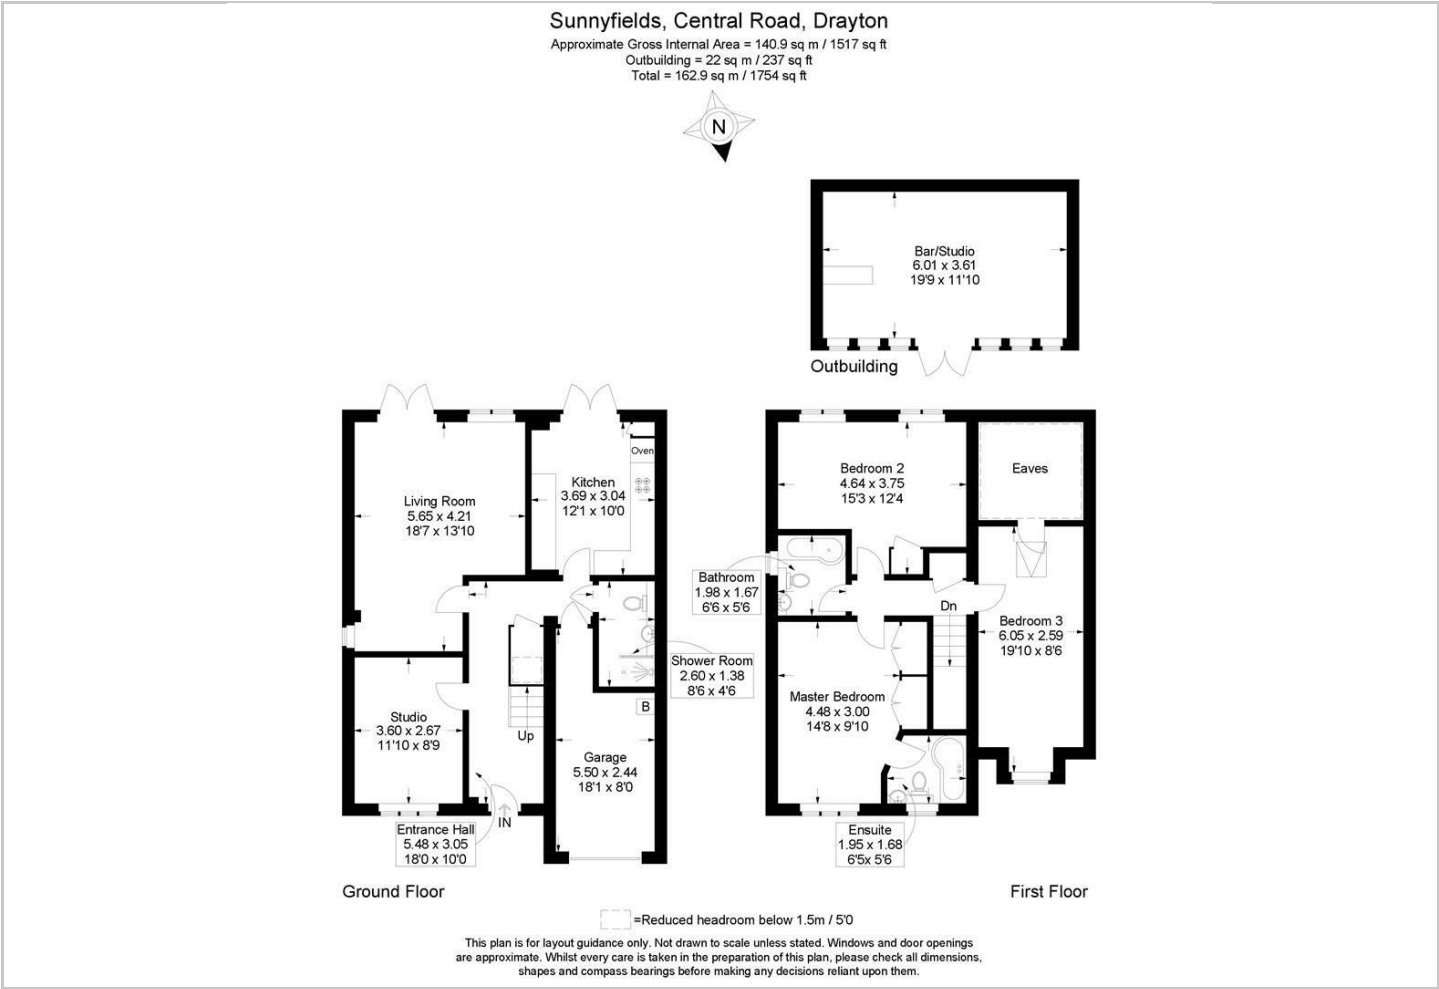 Sunnyfields, Central Road, Drayton
Approximate Gross Internal Area = 140.9 sq m / 1517 sq ft
Outbuilding = 22 sq m / 237 sq ft
Total = 162.9 sq m / 1754 sq ft
N
Bar/Studio
6.01 x 3.61
19'9 x 11'10
Outbuilding
Oven
Kitchen
3.69 x 3.04
12'1 x 10'0
Living Room
5.65 x 4.21
18'7 x 13'10
Shower Room
2.60 x 1.38
8'6 x 4'6
Studio
3.60 x 2.67
11'10 x 8'9
Up
B
Garage
5.50 x 2.44
18'1 x 8'0
IN
Entrance Hall
5.48 x 3.05
18'0 x 10'0
Ground Floor
Bedroom 2
4.64 x 3.75
15'3 x 12'4
Eaves
Bathroom
1.98 x 1.67
6'6 x 5'6
Dn
Bedroom 3
6.05 x 2.59
19'10 x 8'6
Master Bedroom
4.48 x 3.00
14'8 x 9'10
Ensuite
1.95 x 1.68
6'5x 5'6
First Floor
=Reduced headroom below 1.5m / 5'0
This plan is for layout guidance only. Not drawn to scale unless stated. Windows and door openings
are approximate. Whilst every care is taken in the preparation of this plan, please check all dimensions,
shapes and compass bearings before making any decisions reliant upon them.